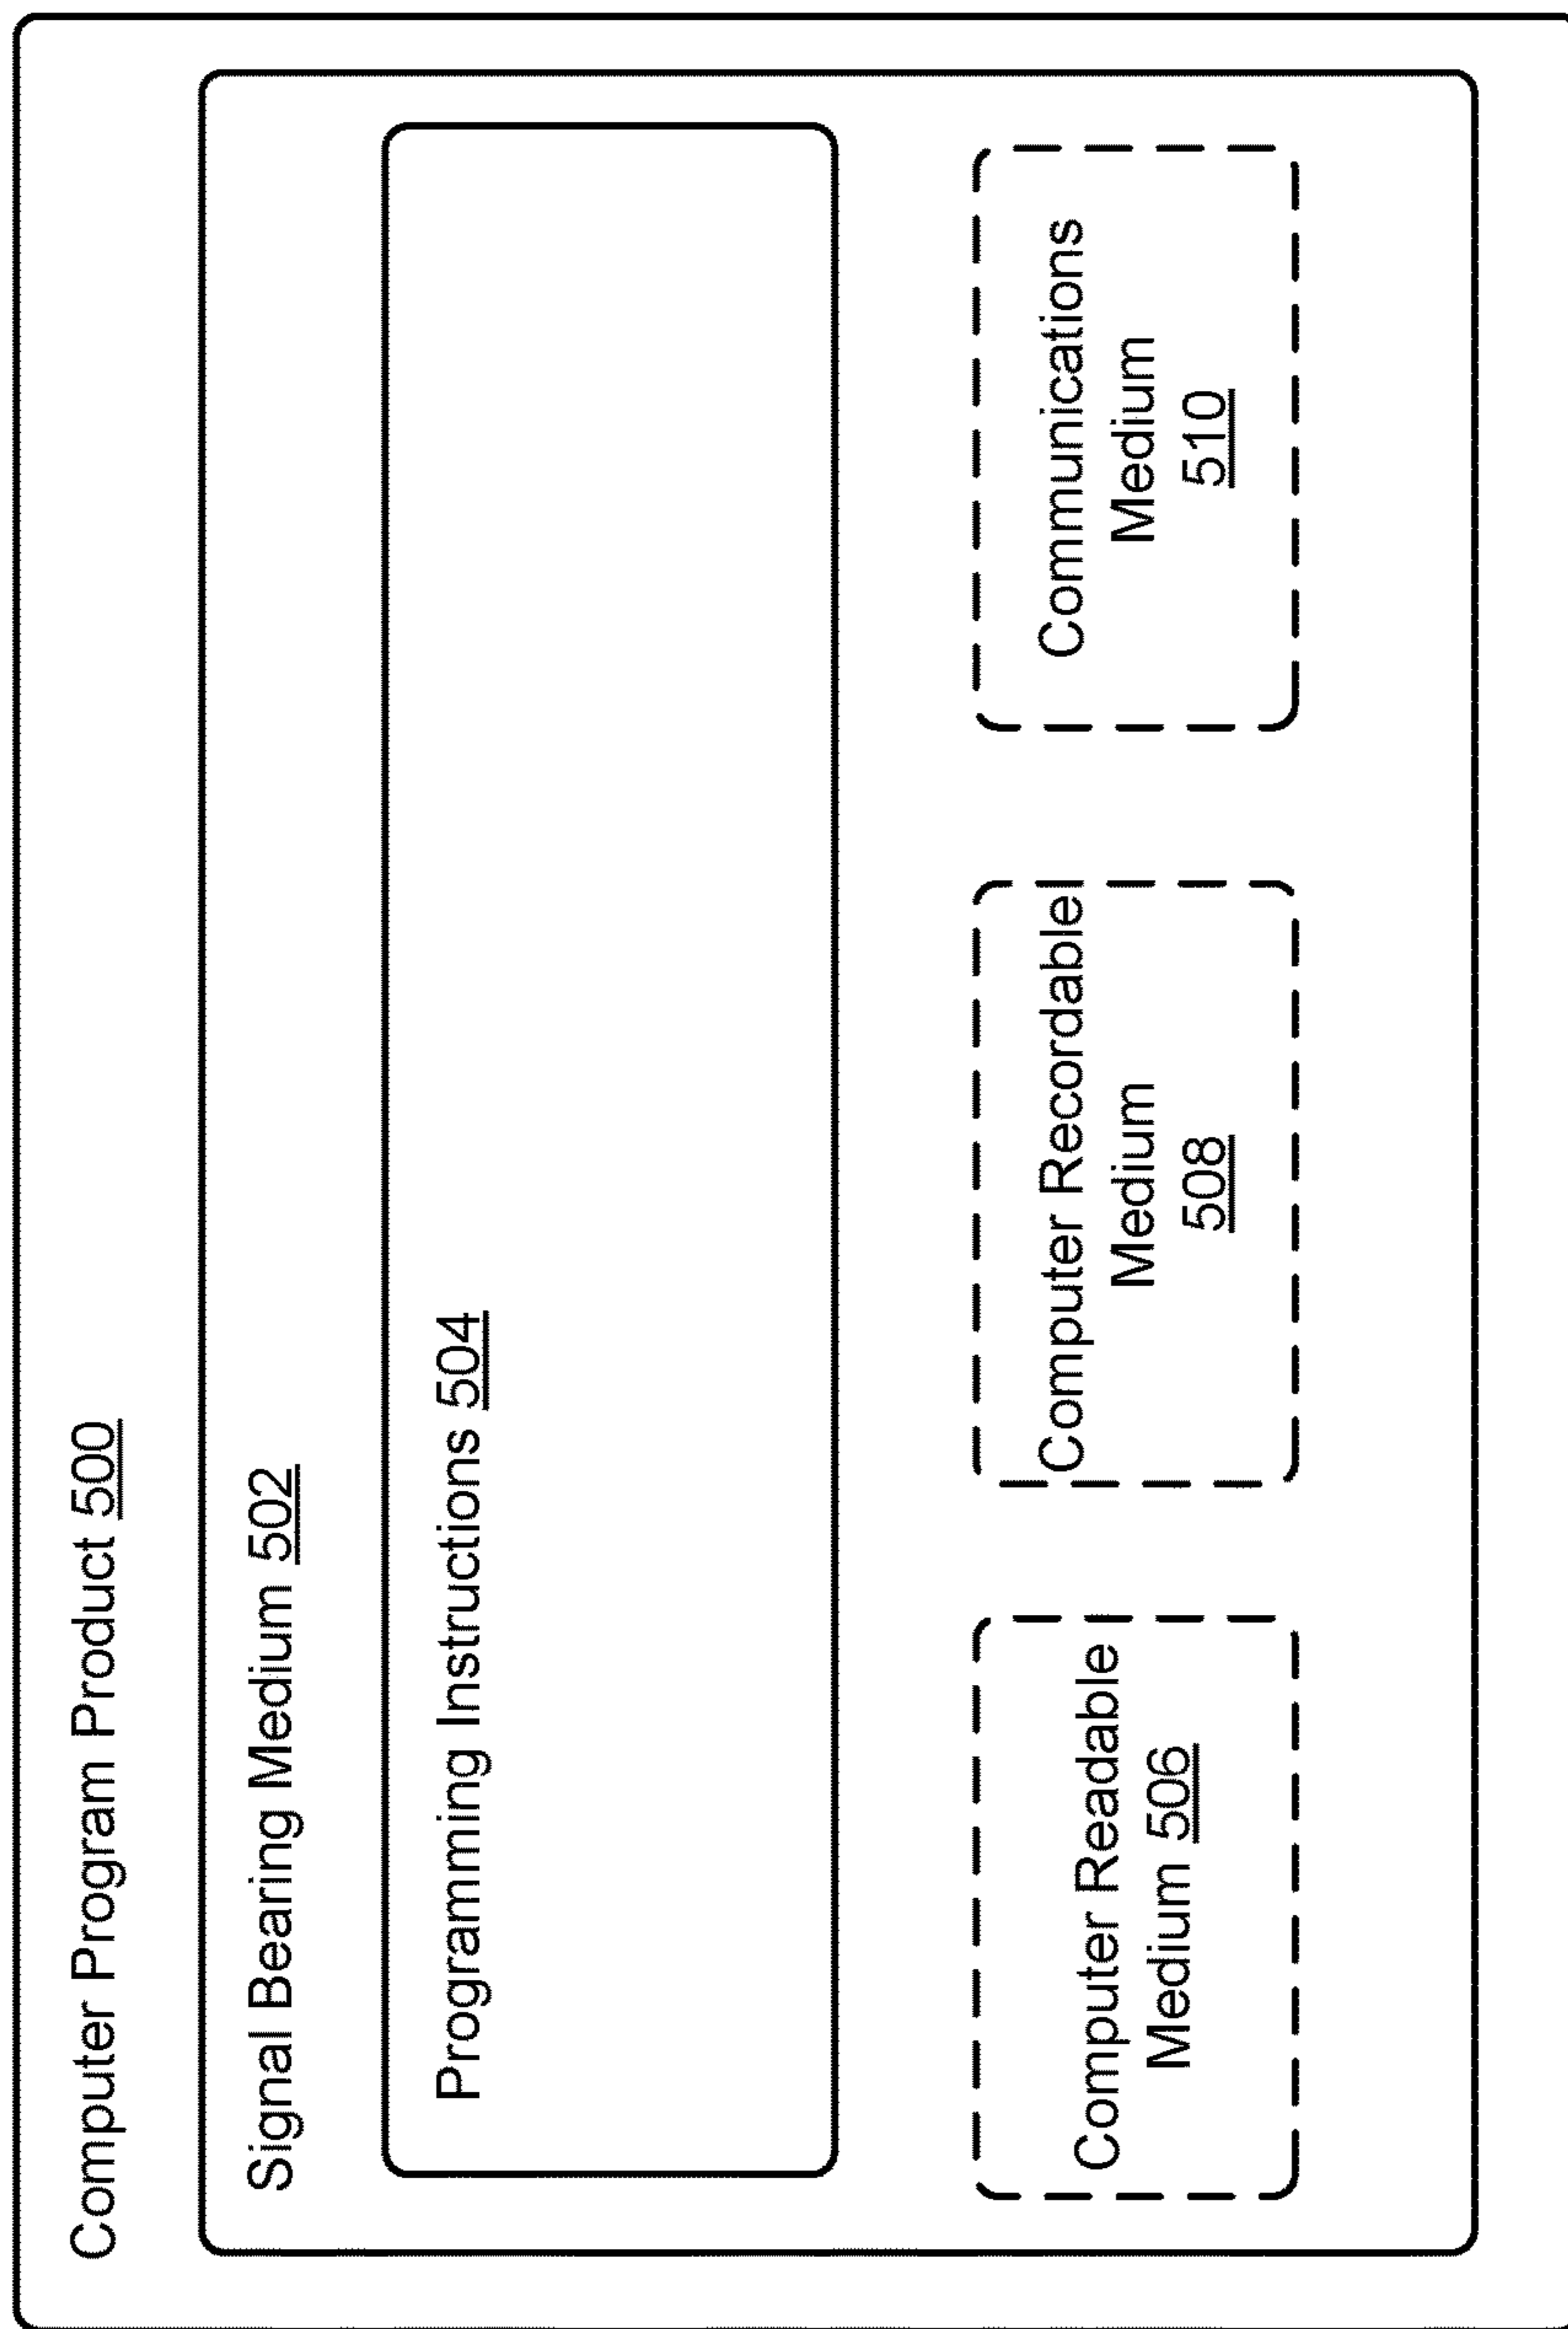 Computer Program Product 500
Signal Bearing Medium 502
Programming Instructions 504
Computer Readable
Medium 506
Computer Recordable
Medium
508
Communications
Medium
510